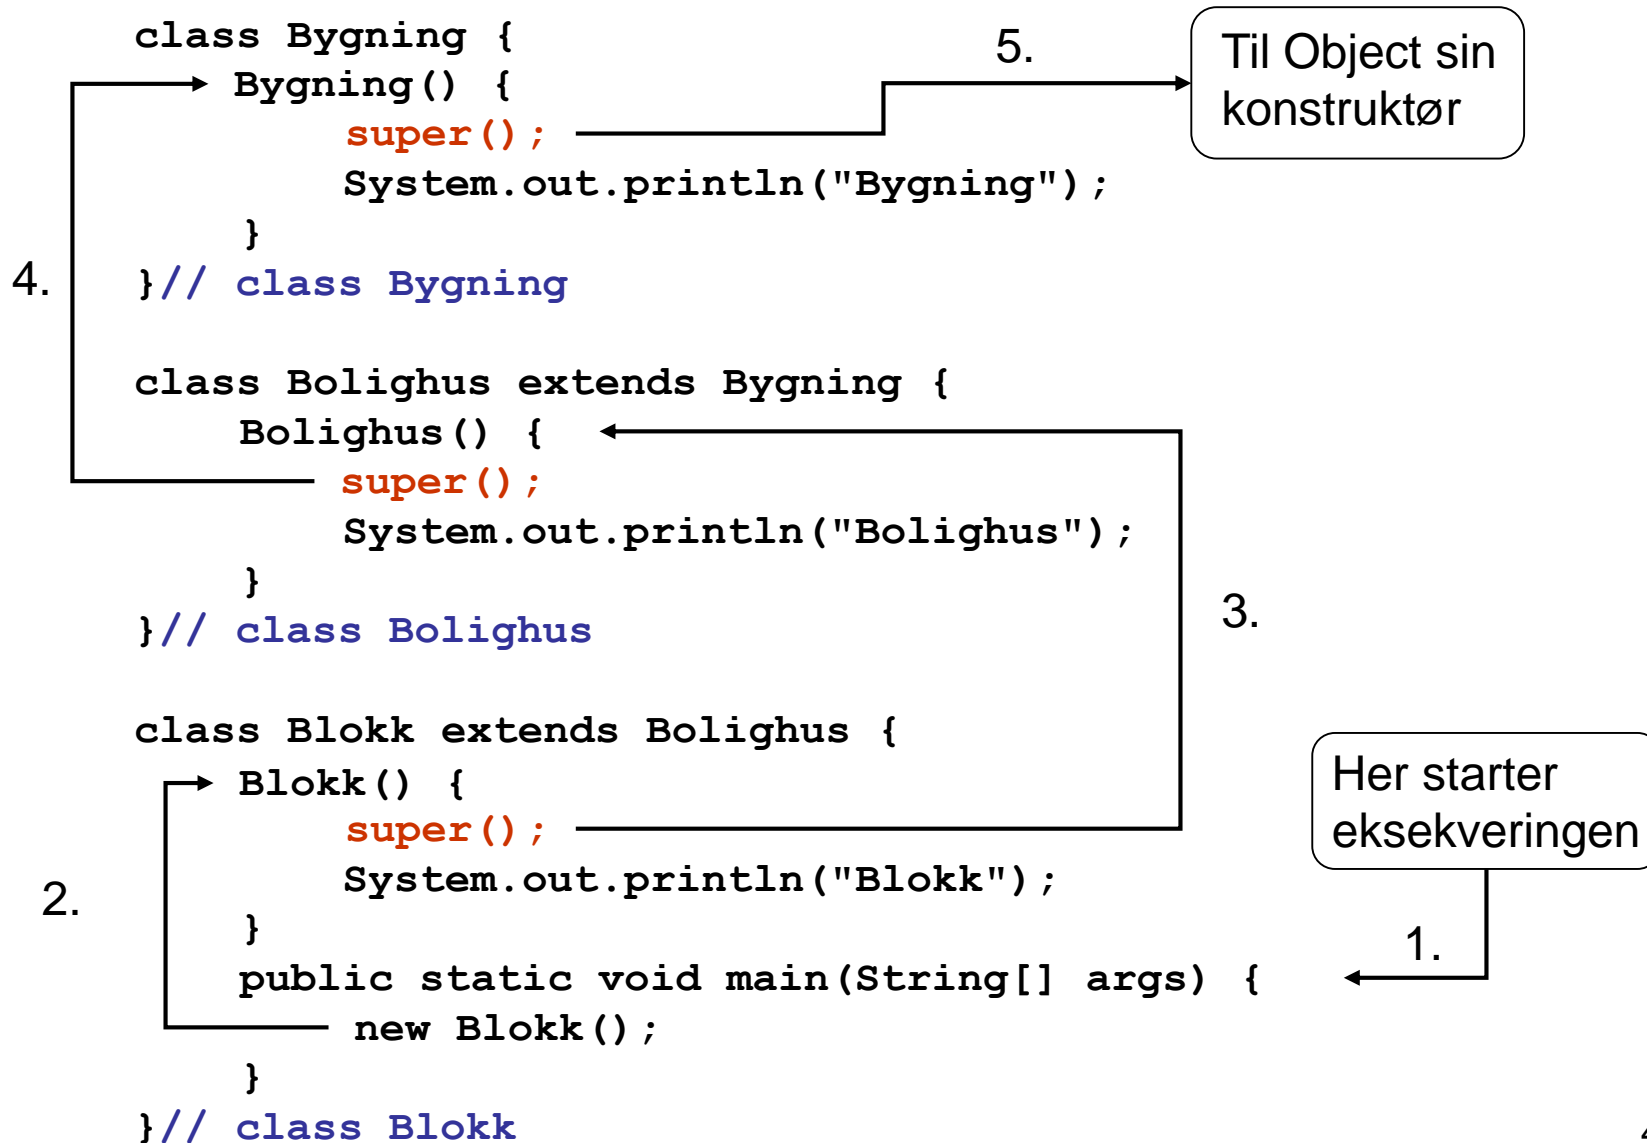 class Bygning {
Bygning() {
super();
System.out.println("Bygning");
}
}// class Bygning
5.
Til Object sin
konstruktør
4.
class Bolighus extends Bygning {
Bolighus() {
super();
System.out.println("Bolighus");
}
}// class Bolighus
3.
class Blokk extends Bolighus {
Blokk() {
super();
System.out.println("Blokk");
}
public static void main(String[] args) {
new Blokk();
}
}// class Blokk
2.
Her starter
eksekveringen
1.